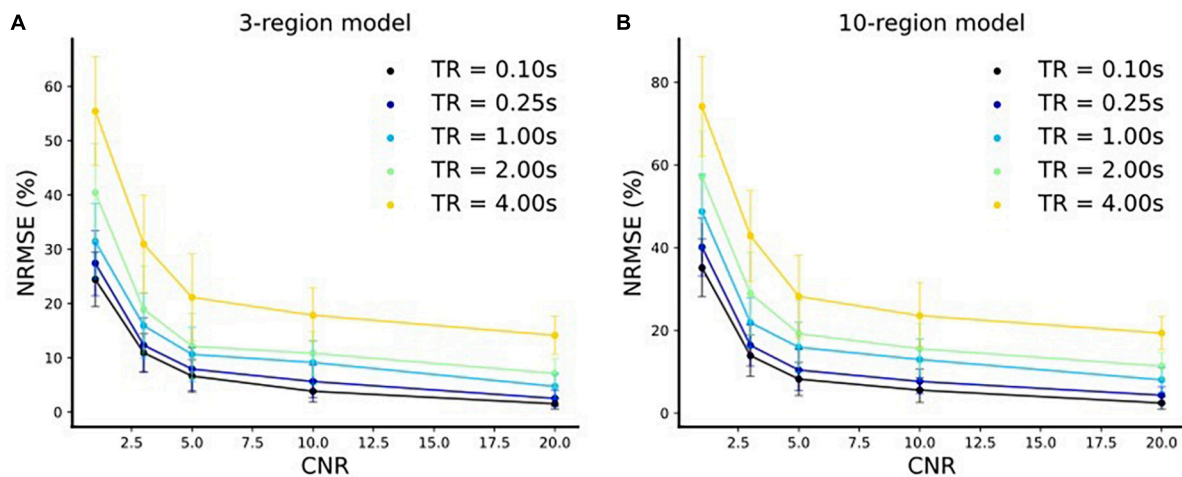 A
3-region model
TR = 0.10s
TR = 0.25s
TR = 1.00s
TR = 2.00s
TR = 4.00s
NRMSE (%)
60
50
40
30
20
10
0
2.5 5.0 7.5 10.0 12.5 15.0 17.5 20.0
CNR
B
10-region model
TR = 0.10s
TR = 0.25s
TR = 1.00s
TR = 2.00s
TR = 4.00s
NRMSE (%)
80
60
40
20
0
2.5 5.0 7.5 10.0 12.5 15.0 17.5 20.0
CNR